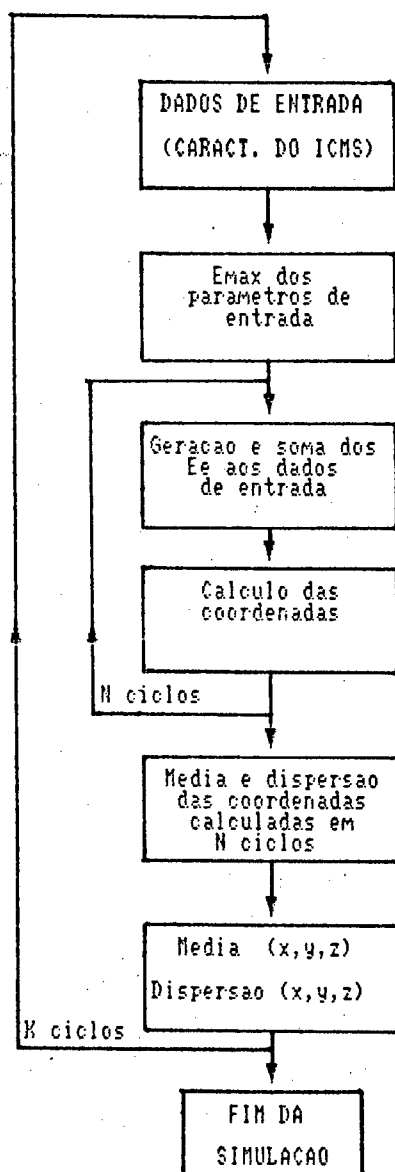 DADOS DE ENTRADA
(CARACT. DO ICMS)
Emax dos
parametros de
entrada
Geracao e soma dos
Ee aos dados
de entrada
Calculo das
coordenadas
N ciclos
Media e dispersao
das coordenadas
calculadas em
N ciclos
Media (x,y,z)
Dispersao (x,y,z)
K ciclos
FIM DA
SIMULACAO